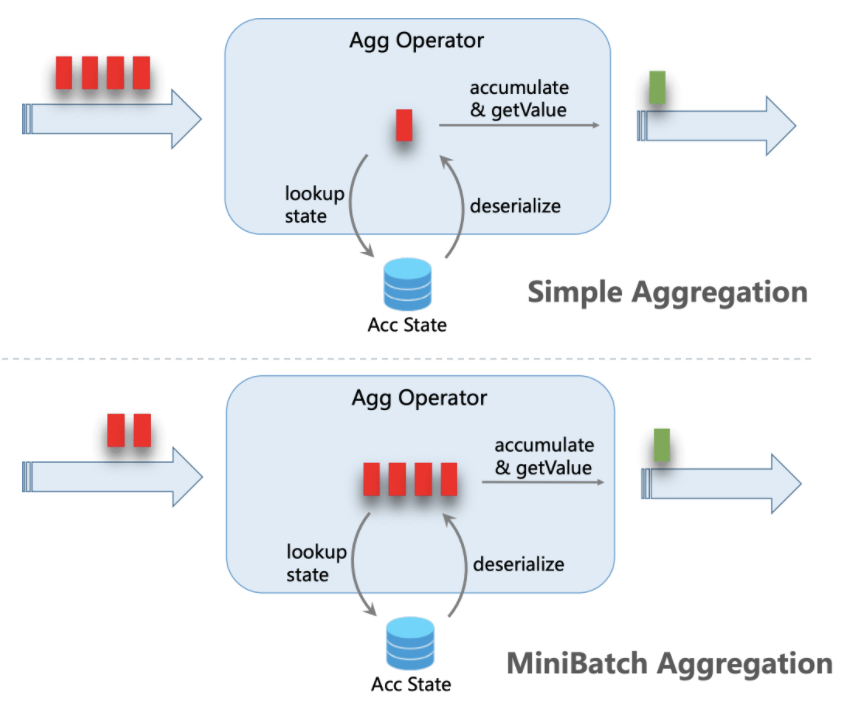 Agg Operator
accumulate
& getValue
lookup
state
deserialize
Acc State
Simple Aggregation
Agg Operator
accumulate
& getValue
lookup
state
deserialize
Acc State
MiniBatch Aggregation